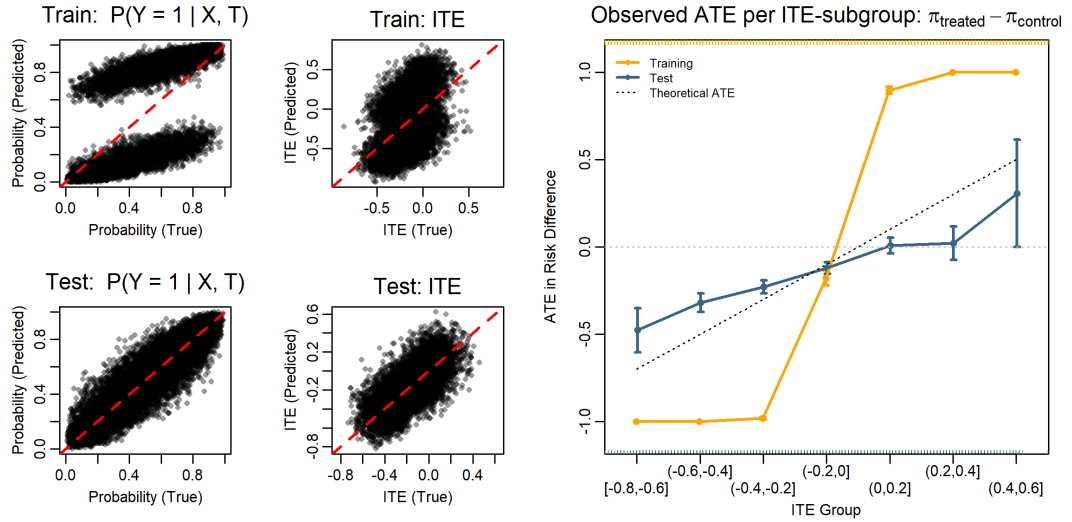 Train: P(Y = 1 | X, T)
Probability (Predicted)
0.0
0.4
0.8
0.0
0.4
0.8
Probability (True)
Train: ITE
ITE (Predicted)
-0.5
0.0
0.5
-0.5
0.0
0.5
ITE (True)
Test: P(Y = 1 | X, T)
Probability (Predicted)
0.0
0.4
0.8
0.0
0.4
0.8
Probability (True)
Test: ITE
ITE (Predicted)
-0.8
-0.2
0.2
0.6
-0.8
-0.4
0.0
0.4
ITE (True)
Observed ATE per ITE-subgroup: π_treated − π_control
Training
Test
Theoretical ATE
ATE in Risk Difference
1.0
0.5
0.0
-0.5
-1.0
(-0.6,-0.4]
(-0.2,0]
(0.2,0.4]
[-0.8,-0.6]
(-0.4,-0.2]
(0,0.2]
(0.4,0.6]
ITE Group